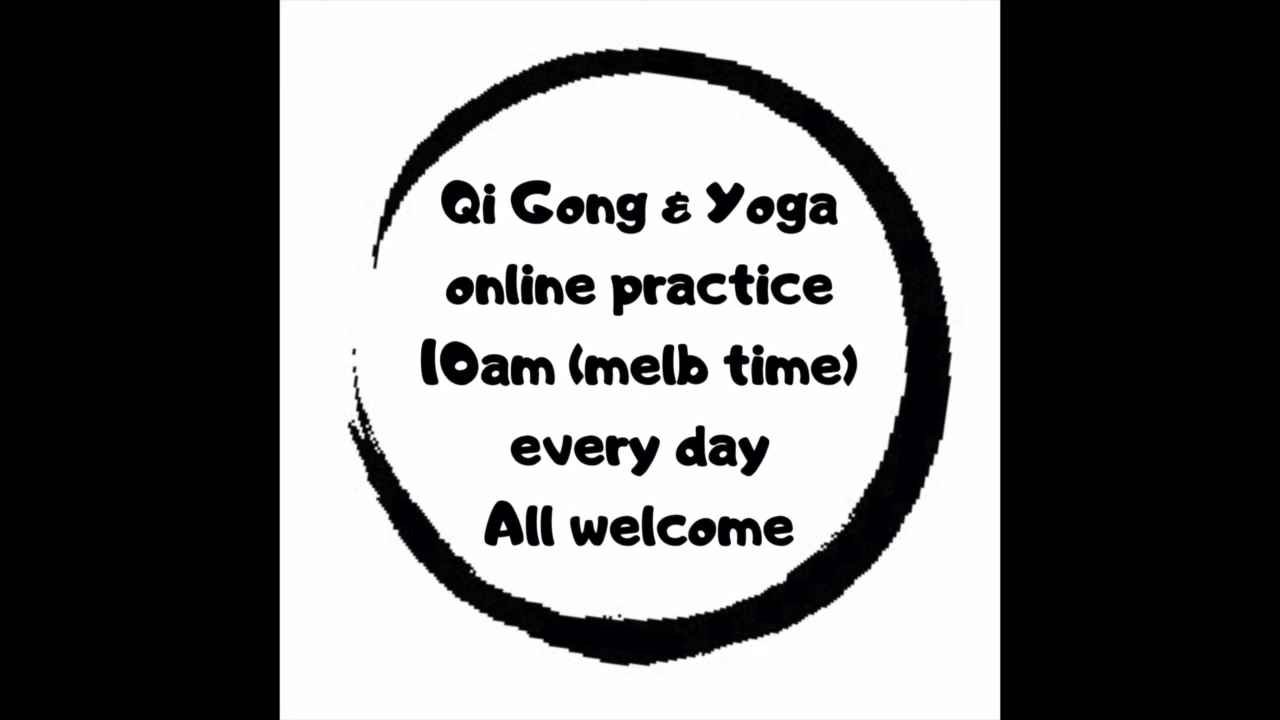 Qi Gong & Yoga
online practice
10am (melb time)
every day
All welcome